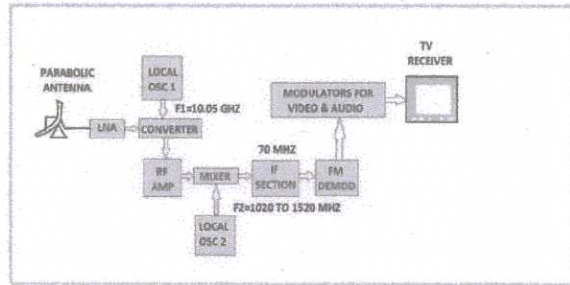 TV
RECEIVER
PARABOLIC
ANTENNA
LOCAL
OSC 1
MODULATORS FOR
VIDEO & AUDIO
F1=10.05 GHZ
LNA
CONVERTER
70 MHZ
RF
AMP
MIXER
IF
SECTION
FM
DEMOD
F2=1020 TO 1520 MHZ
LOCAL
OSC 2